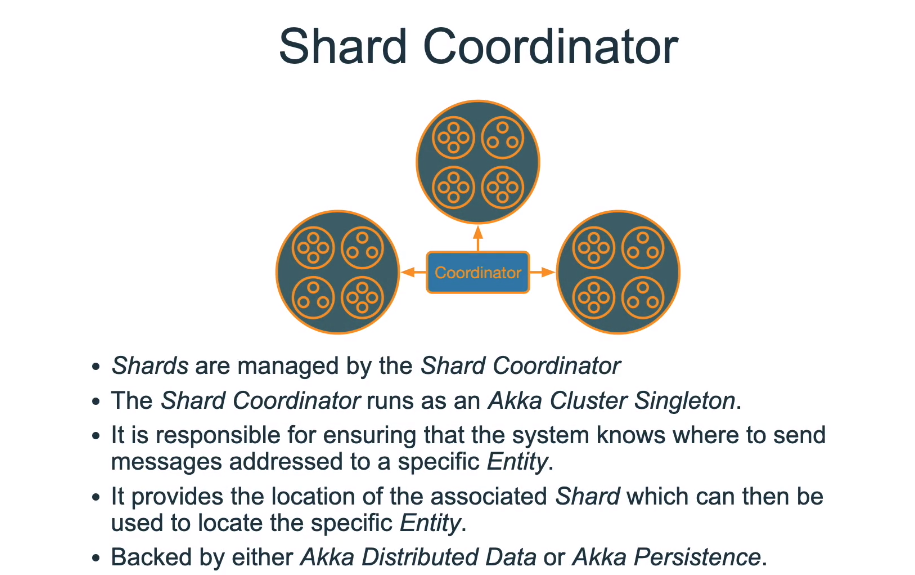 Shard Coordinator
Coordinator
• Shards are managed by the Shard Coordinator
• The Shard Coordinator runs as an Akka Cluster Singleton.
• It is responsible for ensuring that the system knows where to send
messages addressed to a specific Entity.
• It provides the location of the associated Shard which can then be
used to locate the specific Entity.
• Backed by either Akka Distributed Data or Akka Persistence.